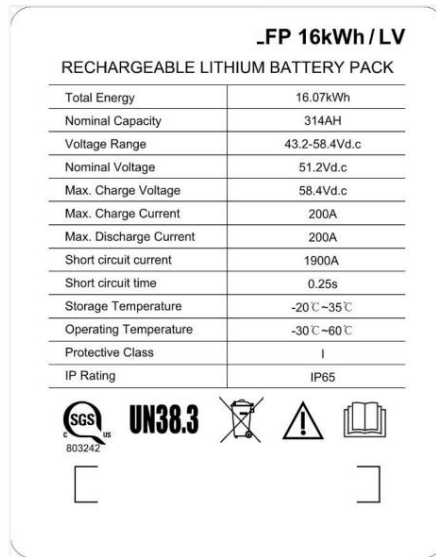 _FP 16kWh / LV
RECHARGEABLE LITHIUM BATTERY PACK
Total Energy 16.07kWh
Nominal Capacity 314AH
Voltage Range 43.2-58.4Vd.c
Nominal Voltage 51.2Vd.c
Max. Charge Voltage 58.4Vd.c
Max. Charge Current 200A
Max. Discharge Current 200A
Short circuit current 1900A
Short circuit time 0.25s
Storage Temperature -20℃~35℃
Operating Temperature -30℃~60℃
Protective Class I
IP Rating IP65
SGS
c us
UN38.3
803242